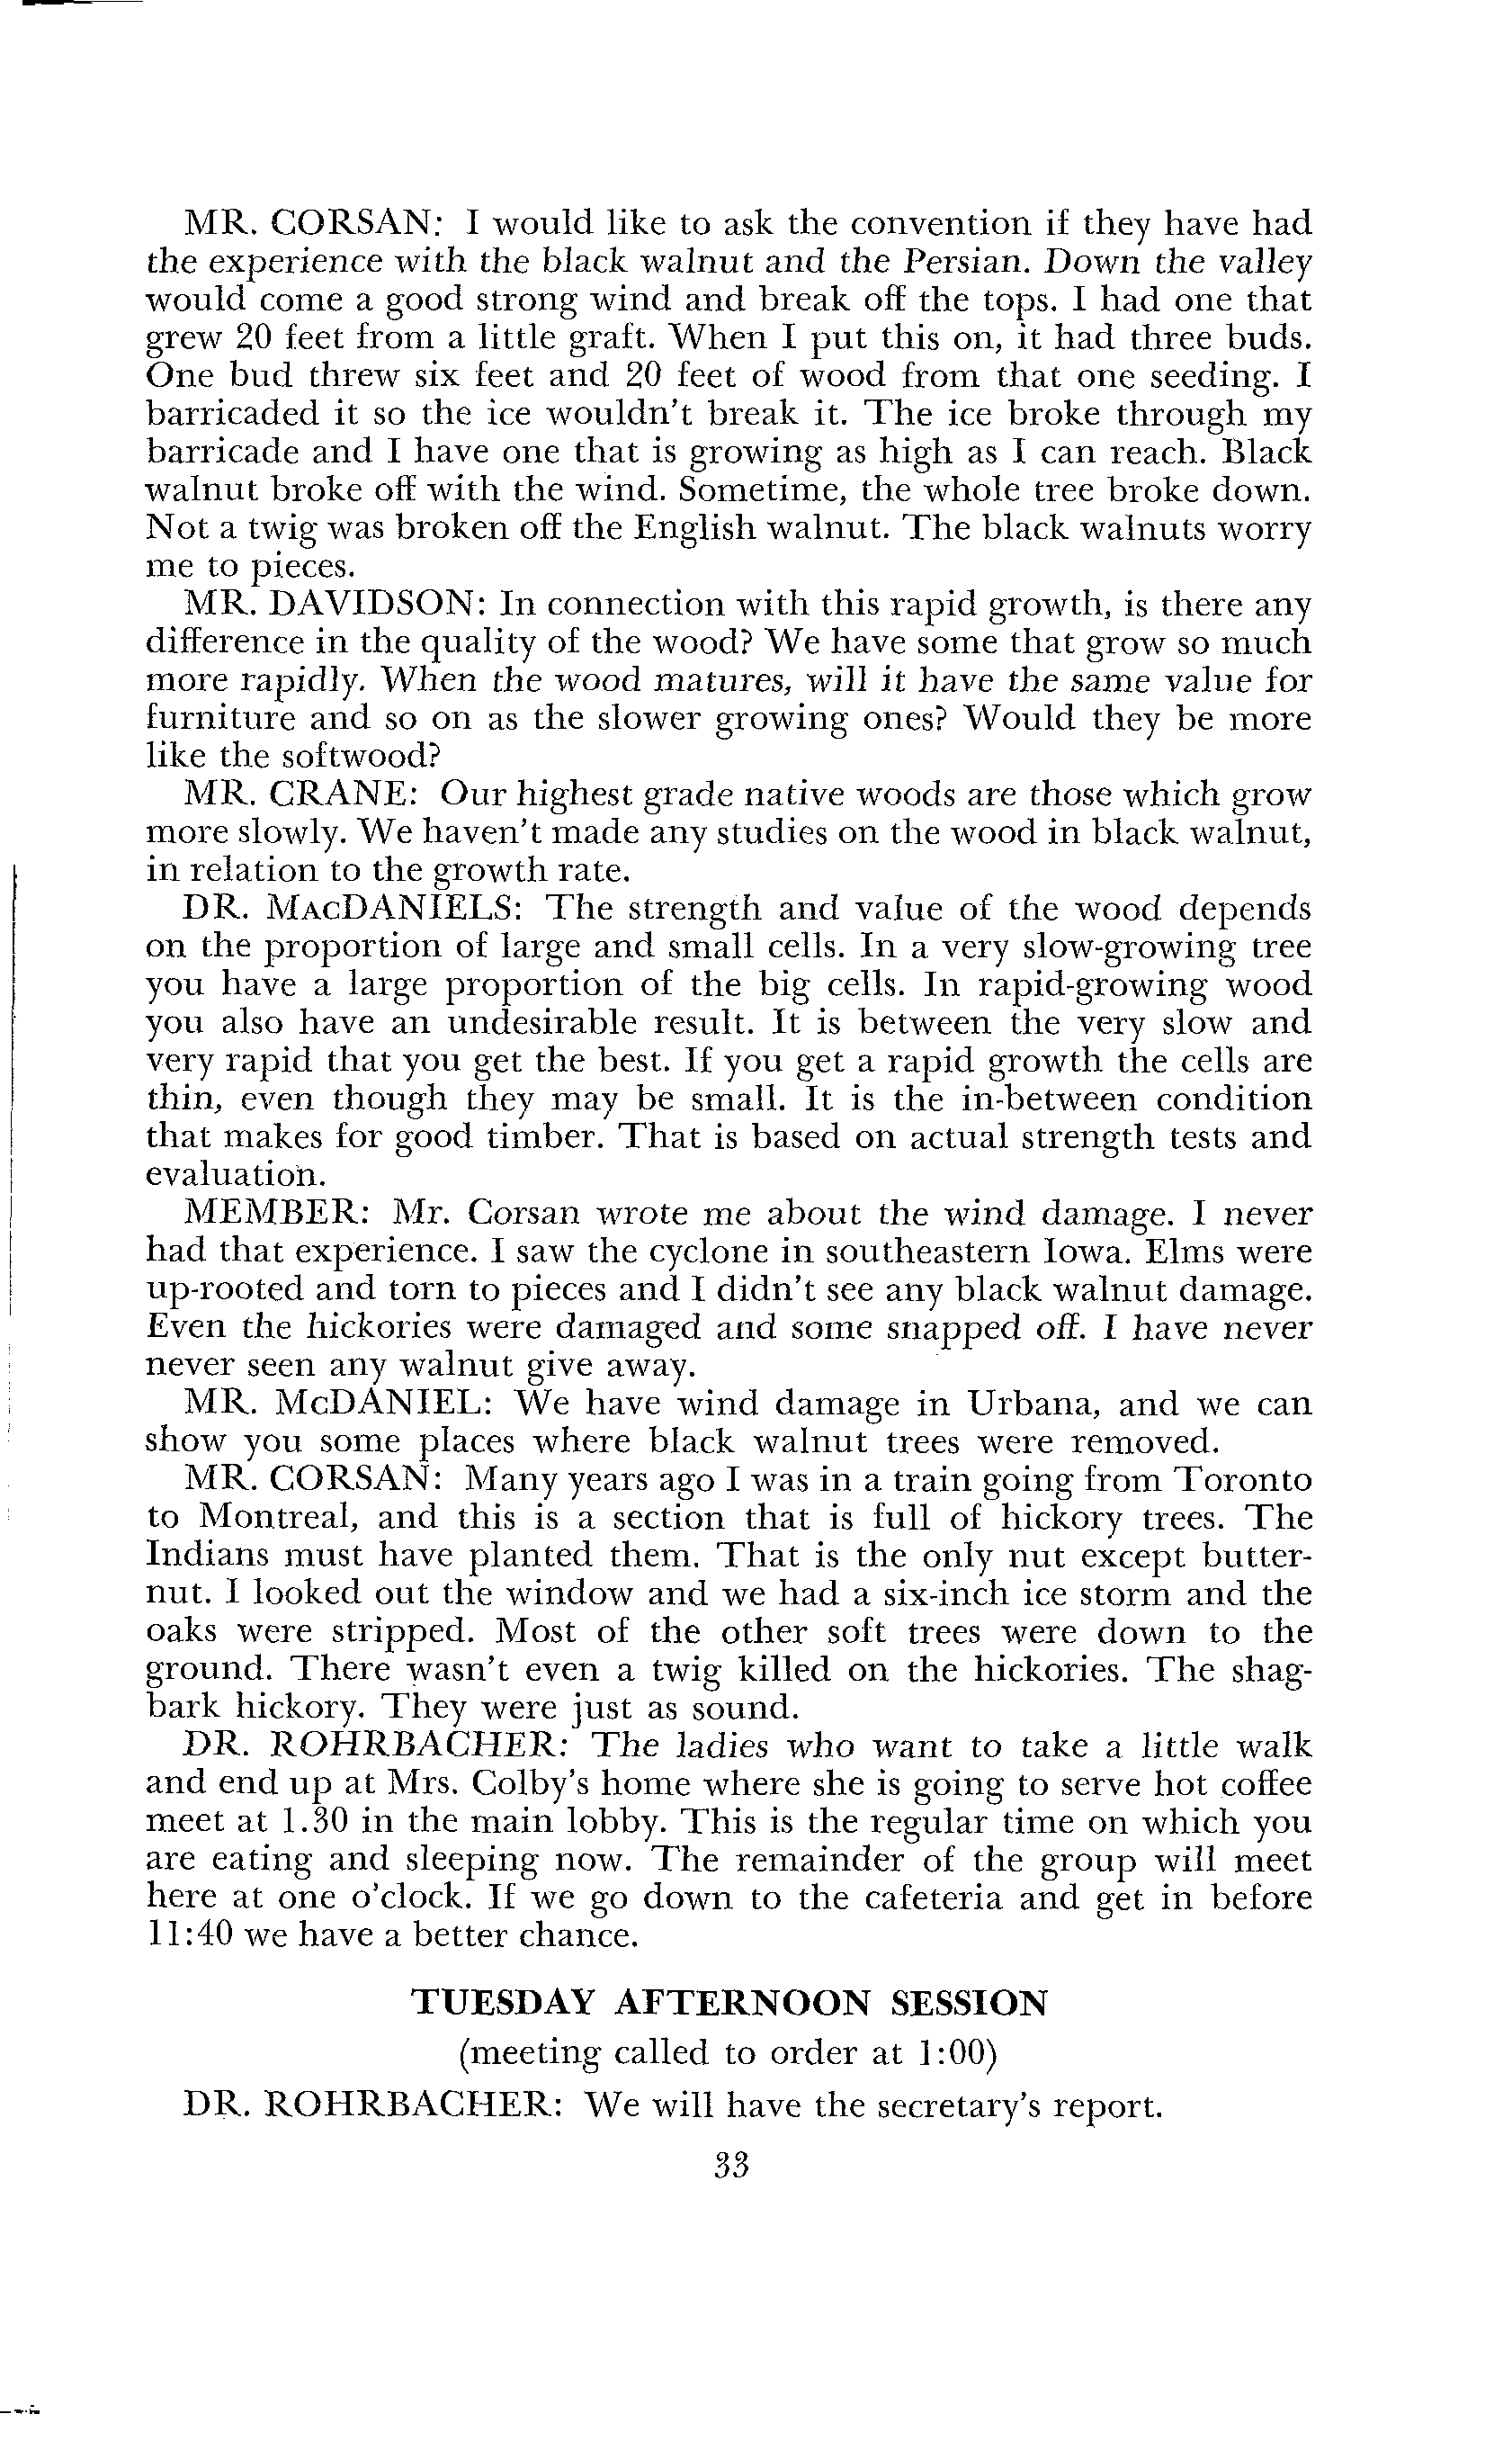 MR. CORSAN: I would like to ask the convention if they have had
the experience with the black walnut and the Persian. Down the valley
would come a good strong wind and break off the tops. I had one that
grew 20 feet from a little graft. When I put this on, it had three buds.
One bud threw six feet and 20 feet of wood from that one seeding. I
barricaded it so the ice wouldn't break it. The ice broke through my
barricade and I have one that is growing as high as I can reach. Black
walnut broke off with the wind. Sometime, the whole tree broke down.
Not a twig was broken off the English walnut. The black walnuts worry
me to pieces.
MR. DAVIDSON: In connection with this rapid growth, is there any
difference in the quality of the wood? We have some that grow so much
more rapidly. When the wood matures, will it have the same value for
furniture and so on as the slower growing ones? Would they be more
like the softwood?
MR. CRANE: Our highest grade native woods are those which grow
more slowly. We haven't made any studies on the wood in black walnut,
in relation to the growth rate.
DR. MACDANIELS: The strength and value of the wood depends
on the proportion of large and small cells. In a very slow-growing tree
you have a large proportion of the big cells. In rapid-growing wood
you also have an undesirable result. It is between the very slow and
very rapid that you get the best. If you get a rapid growth the cells are
thin, even though they may be small. It is the in-between condition
that makes for good timber. That is based on actual strength tests and
evaluation.
MEMBER: Mr. Corsan wrote me about the wind damage. I never
had that experience. I saw the cyclone in southeastern Iowa. Elms were
up-rooted and torn to pieces and I didn't see any black walnut damage.
Even the hickories were damaged and some snapped off. I have never
never seen any walnut give away.
MR. McDANIEL: We have wind damage in Urbana, and we can
show you some places where black walnut trees were removed.
MR. CORSAN: Many years ago I was in a train going from Toronto
to Montreal, and this is a section that is full of hickory trees. The
Indians must have planted them. That is the only nut except butter-
nut. I looked out the window and we had a six-inch ice storm and the
oaks were stripped. Most of the other soft trees were down to the
ground. There wasn't even a twig killed on the hickories. The shag-
bark hickory. They were just as sound.
DR. ROHRBACHER: The ladies who want to take a little walk
and end up at Mrs. Colby's home where she is going to serve hot coffee
meet at 1.30 in the main lobby. This is the regular time on which you
are eating and sleeping now. The remainder of the group will meet
here at one o'clock. If we go down to the cafeteria and get in before
11:40 we have a better chance.
TUESDAY AFTERNOON SESSION
(meeting called to order at 1:00)
DR. ROHRBACHER: We will have the secretary's report.
33